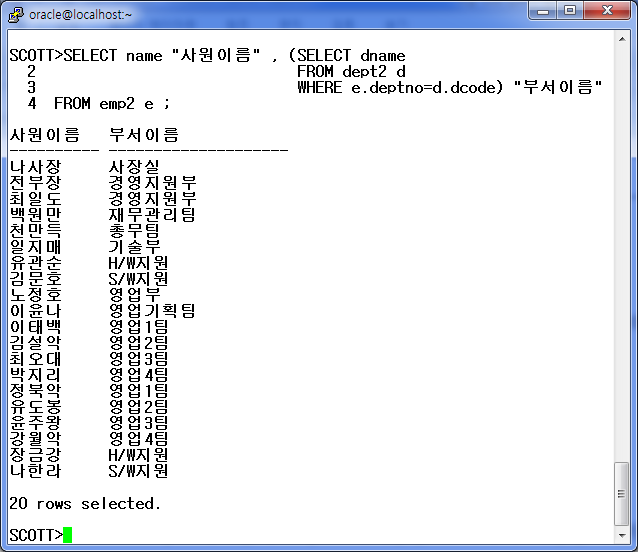 oracle@localhost:~
SCOTT>SELECT name "사원이름" , (SELECT dname
2 FROM dept2 d
3 WHERE e.deptno=d.dcode) "부서이름"
4 FROM emp2 e ;
사원이름 부서이름
---------- --------------------
나사장 사장실
전부장 경영지원부
최일도 경영지원부
백원만 재무관리팀
천만득 총무팀
일지매 기술부
유관순 H/W지원
김문호 S/W지원
노정호 영업부
이윤나 영업기획팀
이태백 영업1팀
김설악 영업2팀
최오대 영업3팀
박지리 영업4팀
정북악 영업1팀
유도봉 영업2팀
윤주왕 영업3팀
강월악 영업4팀
장금강 H/W지원
나한라 S/W지원
20 rows selected.
SCOTT>